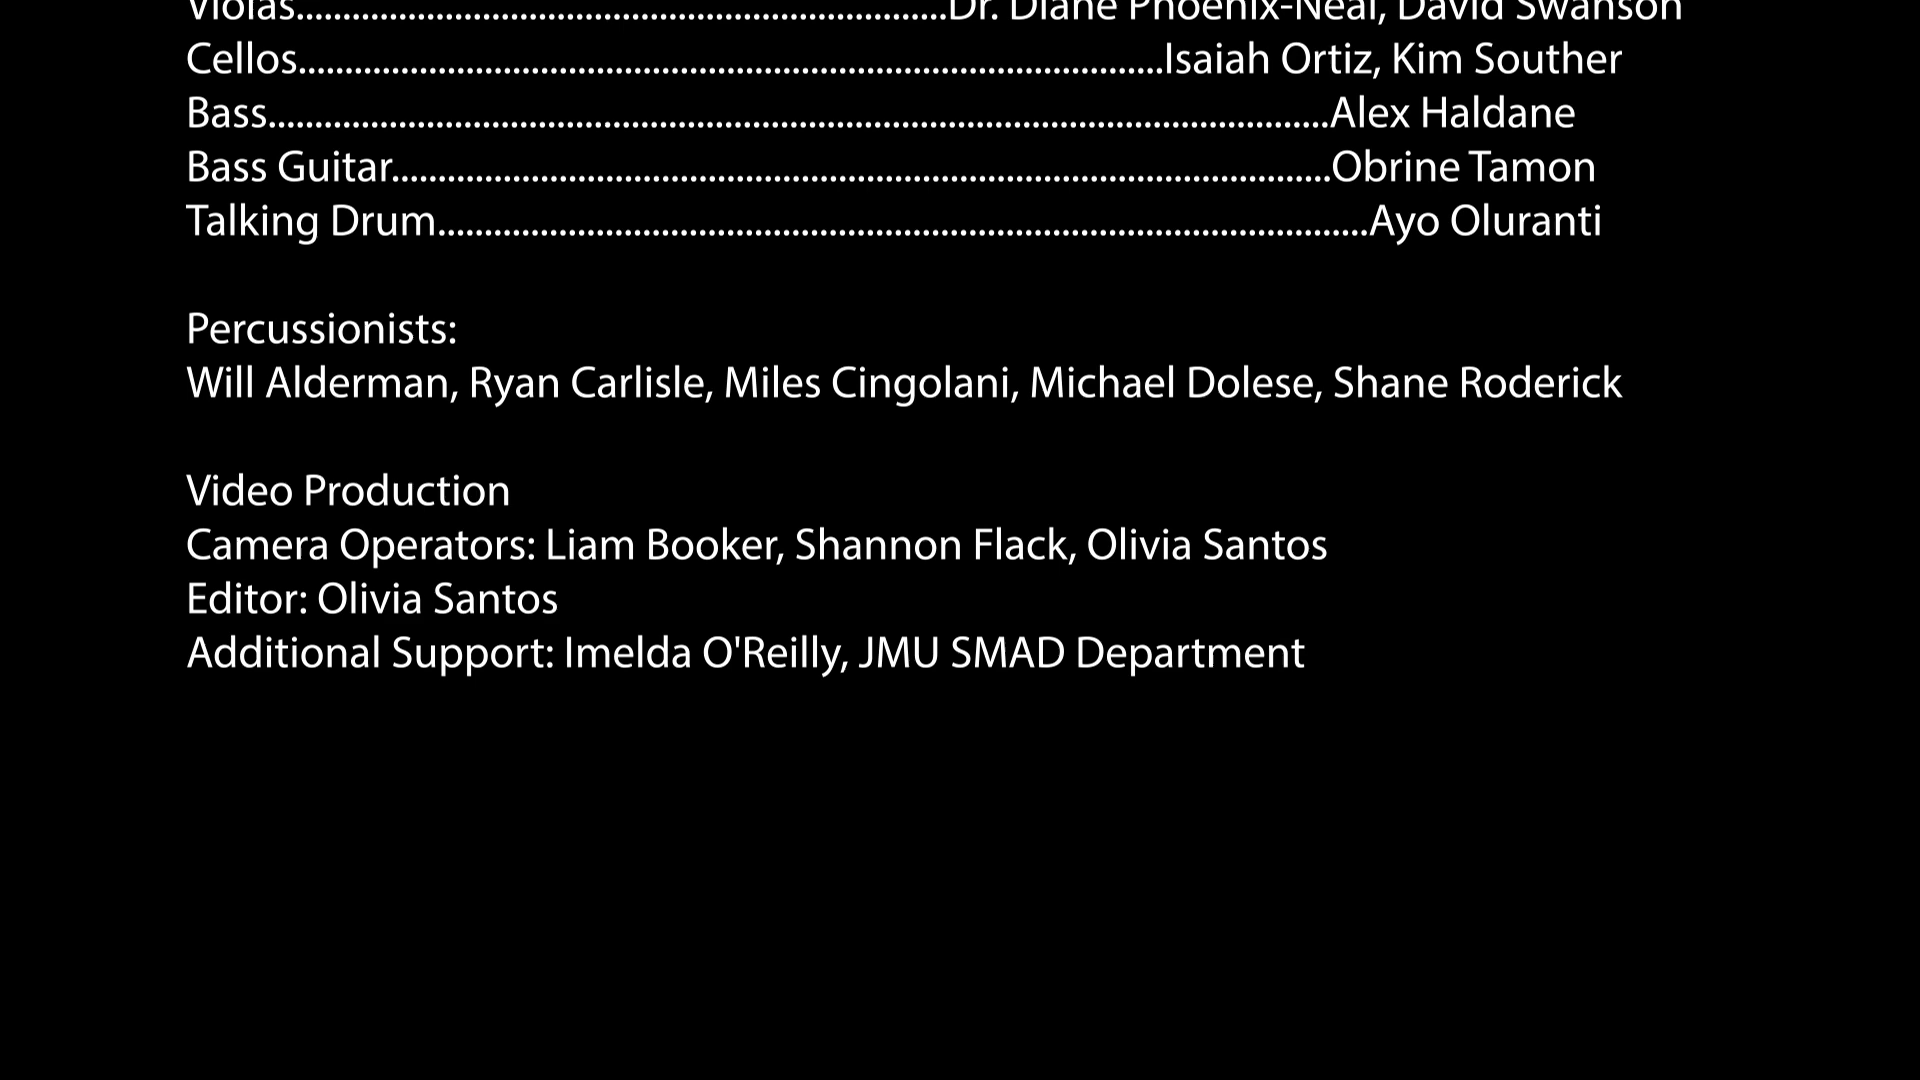 Violas......................................................................Dr. Diane Phoenix-Neal, David Swanson
Cellos.............................................................................................Isaiah Ortiz, Kim Souther
Bass..................................................................................................................Alex Haldane
Bass Guitar.....................................................................................................Obrine Tamon
Talking Drum....................................................................................................Ayo Oluranti
Percussionists:
Will Alderman, Ryan Carlisle, Miles Cingolani, Michael Dolese, Shane Roderick
Video Production
Camera Operators: Liam Booker, Shannon Flack, Olivia Santos
Editor: Olivia Santos
Additional Support: Imelda O'Reilly, JMU SMAD Department